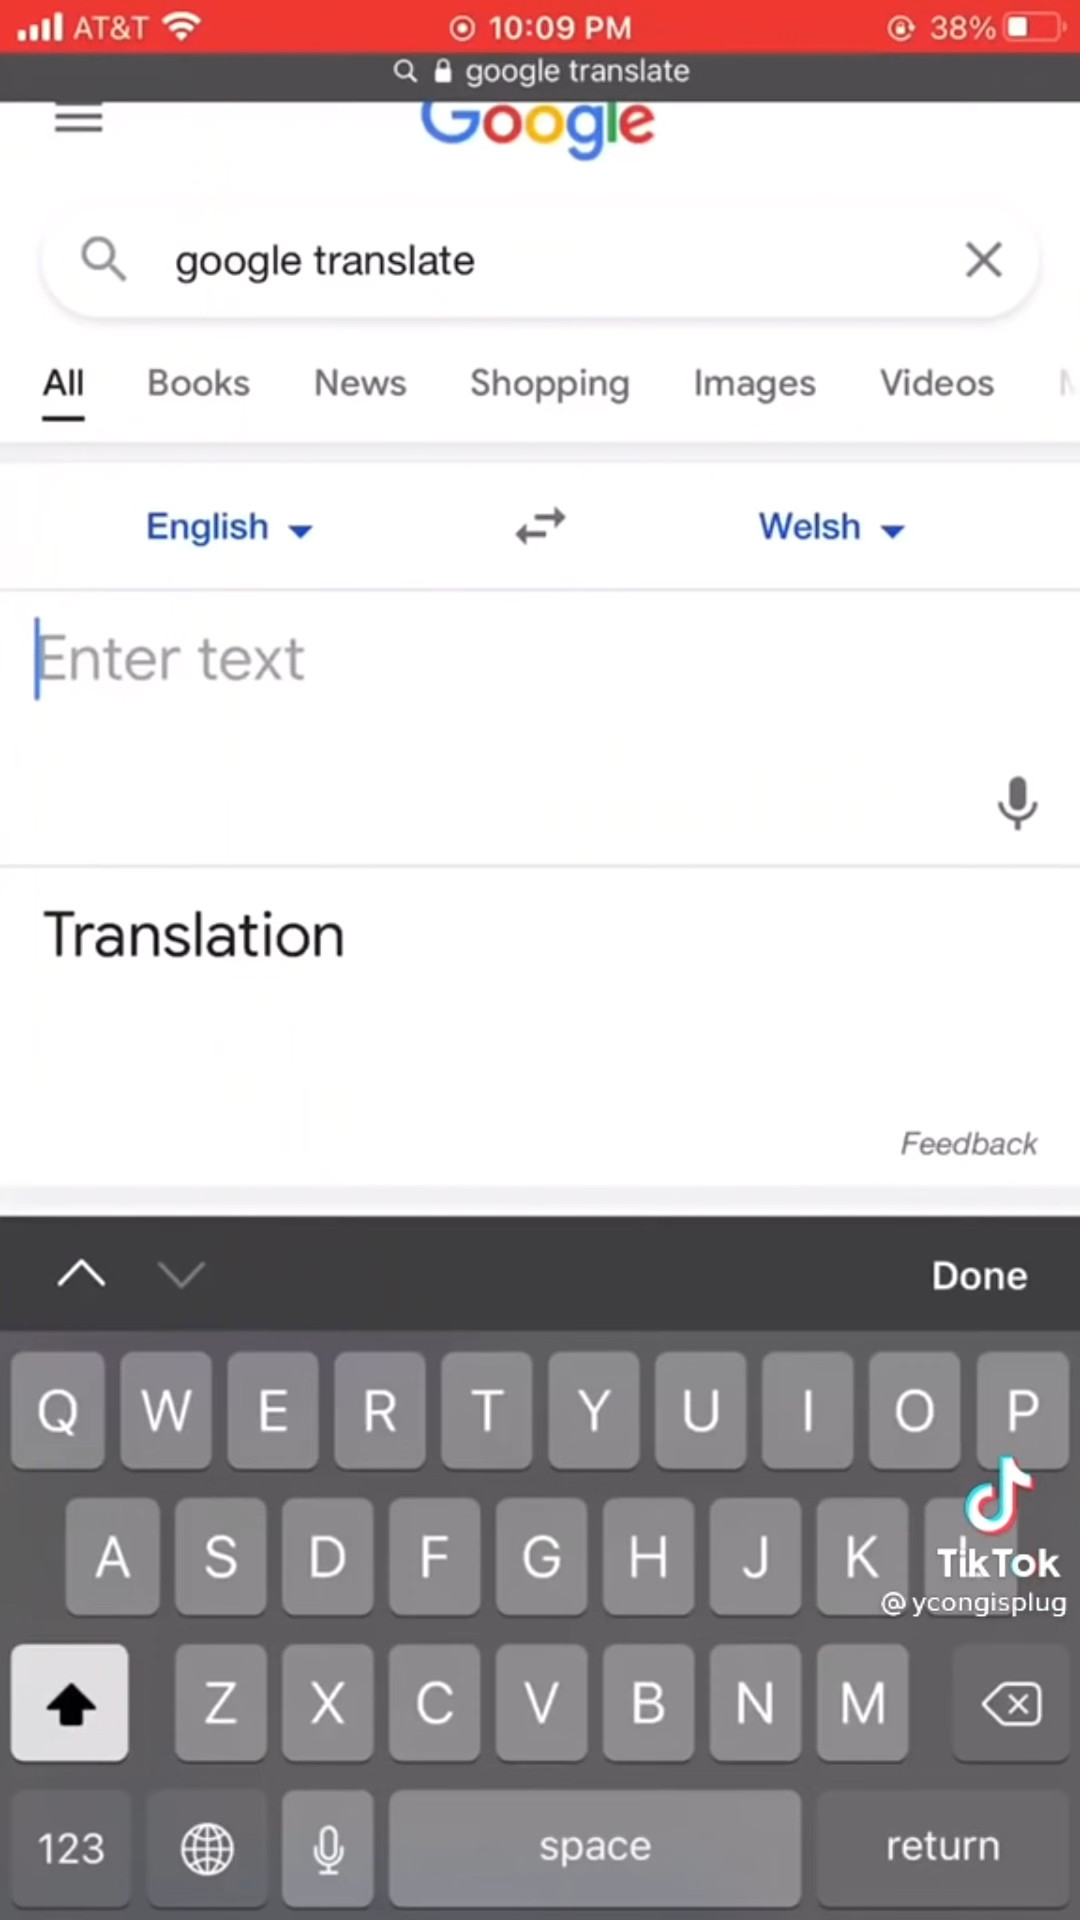 AT&T 10:09 PM 38%
google translate
Google
google translate
All Books News Shopping Images Videos
English Welsh
Enter text
Translation
Feedback
Done
Q W E R T Y U I O P
A S D F G H J K L
TikTok
@ycongisplug
Z X C V B N M
123 space return